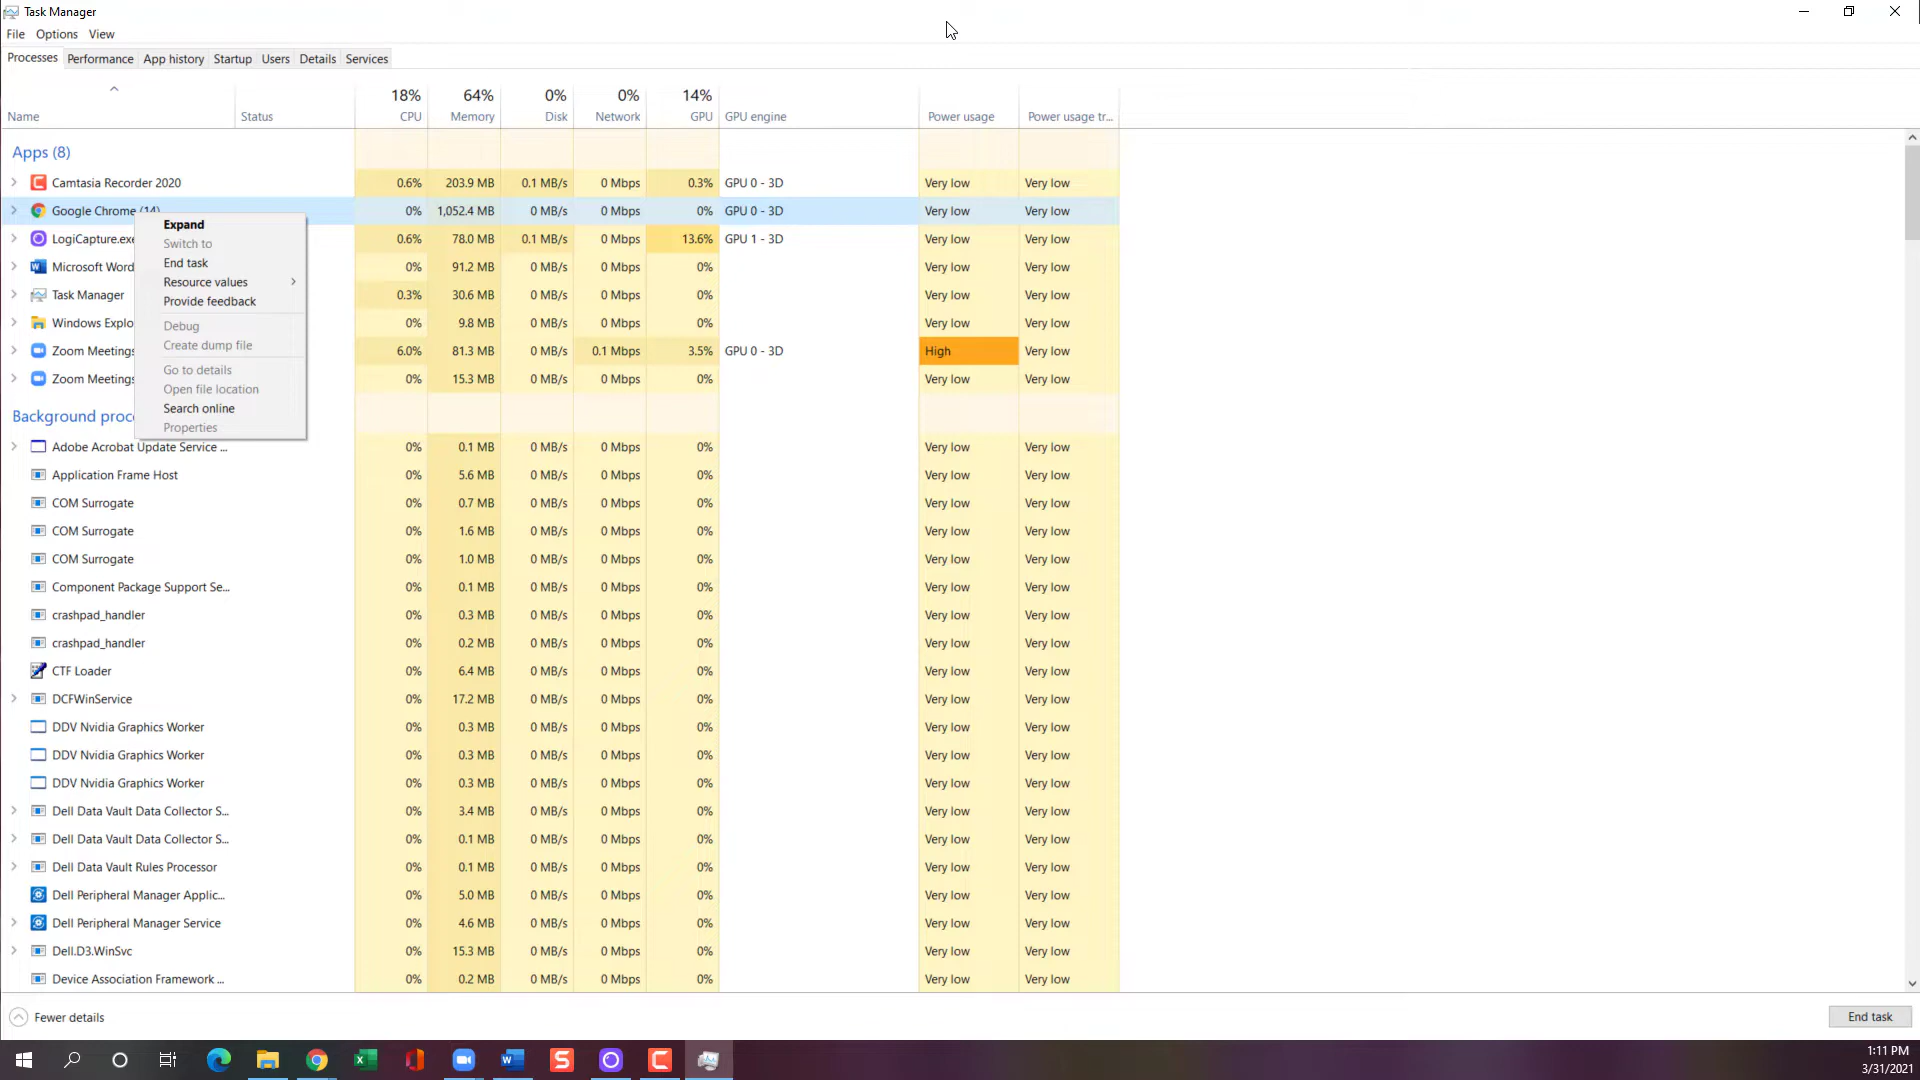 Task Manager
File Options View
Processes Performance App history Startup Users Details Services
18% 64% 0% 0% 14%
Name Status CPU Memory Disk Network GPU GPU engine Power usage Power usage tr...
Apps (8)
Camtasia Recorder 2020 0.6% 203.9 MB 0.1 MB/s 0 Mbps 0.3% GPU 0 - 3D Very low Very low
Google Chrome (14) 0% 1,052.4 MB 0 MB/s 0 Mbps 0% GPU 0 - 3D Very low Very low
LogiCapture.exe 0.6% 78.0 MB 0.1 MB/s 0 Mbps 13.6% GPU 1 - 3D Very low Very low
Microsoft Word 0% 91.2 MB 0 MB/s 0 Mbps 0% Very low Very low
Task Manager 0.3% 30.6 MB 0 MB/s 0 Mbps 0% Very low Very low
Windows Explo 0% 9.8 MB 0 MB/s 0 Mbps 0% Very low Very low
Zoom Meetings 6.0% 81.3 MB 0 MB/s 0.1 Mbps 3.5% GPU 0 - 3D High Very low
Zoom Meetings 0% 15.3 MB 0 MB/s 0 Mbps 0% Very low Very low
Expand
Switch to
End task
Resource values
Provide feedback
Debug
Create dump file
Go to details
Open file location
Search online
Properties
Background proc
Adobe Acrobat Update Service ... 0% 0.1 MB 0 MB/s 0 Mbps 0% Very low Very low
Application Frame Host 0% 5.6 MB 0 MB/s 0 Mbps 0% Very low Very low
COM Surrogate 0% 0.7 MB 0 MB/s 0 Mbps 0% Very low Very low
COM Surrogate 0% 1.6 MB 0 MB/s 0 Mbps 0% Very low Very low
COM Surrogate 0% 1.0 MB 0 MB/s 0 Mbps 0% Very low Very low
Component Package Support Se... 0% 0.1 MB 0 MB/s 0 Mbps 0% Very low Very low
crashpad_handler 0% 0.3 MB 0 MB/s 0 Mbps 0% Very low Very low
crashpad_handler 0% 0.2 MB 0 MB/s 0 Mbps 0% Very low Very low
CTF Loader 0% 6.4 MB 0 MB/s 0 Mbps 0% Very low Very low
DCFWinService 0% 17.2 MB 0 MB/s 0 Mbps 0% Very low Very low
DDV Nvidia Graphics Worker 0% 0.3 MB 0 MB/s 0 Mbps 0% Very low Very low
DDV Nvidia Graphics Worker 0% 0.3 MB 0 MB/s 0 Mbps 0% Very low Very low
DDV Nvidia Graphics Worker 0% 0.3 MB 0 MB/s 0 Mbps 0% Very low Very low
Dell Data Vault Data Collector S... 0% 3.4 MB 0 MB/s 0 Mbps 0% Very low Very low
Dell Data Vault Data Collector S... 0% 0.1 MB 0 MB/s 0 Mbps 0% Very low Very low
Dell Data Vault Rules Processor 0% 0.1 MB 0 MB/s 0 Mbps 0% Very low Very low
Dell Peripheral Manager Applic... 0% 5.0 MB 0 MB/s 0 Mbps 0% Very low Very low
Dell Peripheral Manager Service 0% 4.6 MB 0 MB/s 0 Mbps 0% Very low Very low
Dell.D3.WinSvc 0% 15.3 MB 0 MB/s 0 Mbps 0% Very low Very low
Device Association Framework ... 0% 0.2 MB 0 MB/s 0 Mbps 0% Very low Very low
Fewer details End task
1:11 PM
3/31/2021